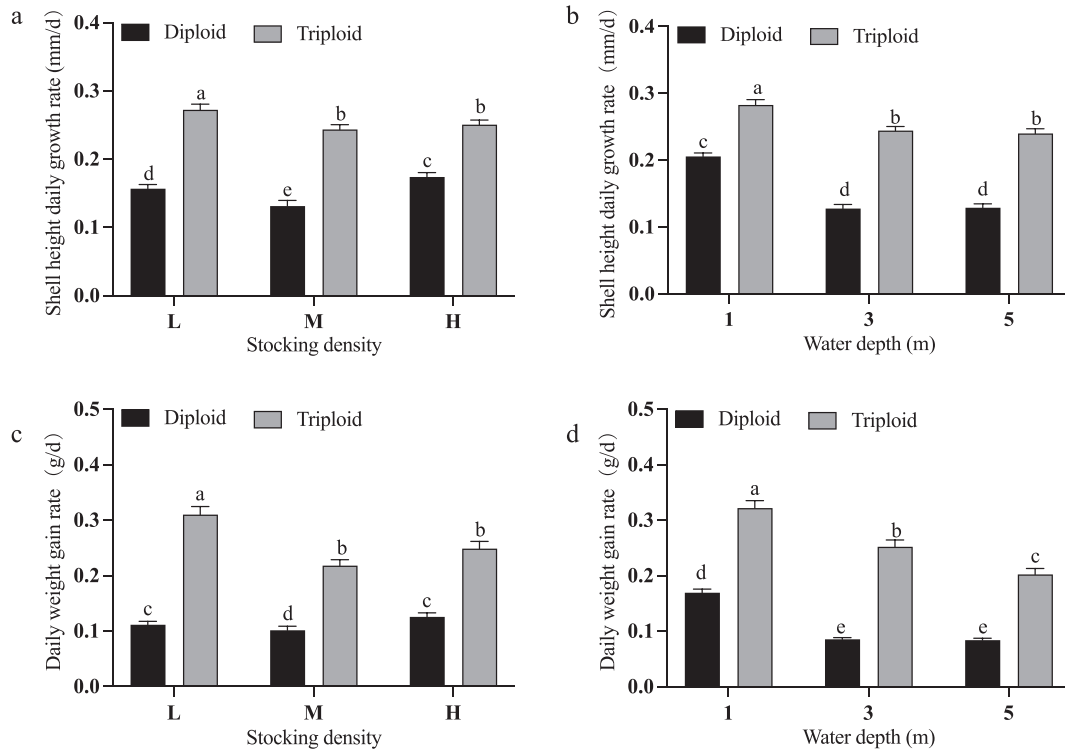 a
Shell height daily growth rate (mm/d)
0.4
0.3
0.2
0.1
0.0
Diploid
Triploid
d
a
e
b
c
b
L
M
H
Stocking density
b
Shell height daily growth rate （mm/d）
0.4
0.3
0.2
0.1
0.0
Diploid
Triploid
c
a
d
b
d
b
1
3
5
Water depth (m)
c
Daily weight gain rate（g/d）
0.5
0.4
0.3
0.2
0.1
0.0
Diploid
Triploid
c
a
d
b
c
b
L
M
H
Stocking density
d
Daily weight gain rate（g/d）
0.5
0.4
0.3
0.2
0.1
0.0
Diploid
Triploid
d
a
e
b
e
c
1
3
5
Water depth (m)